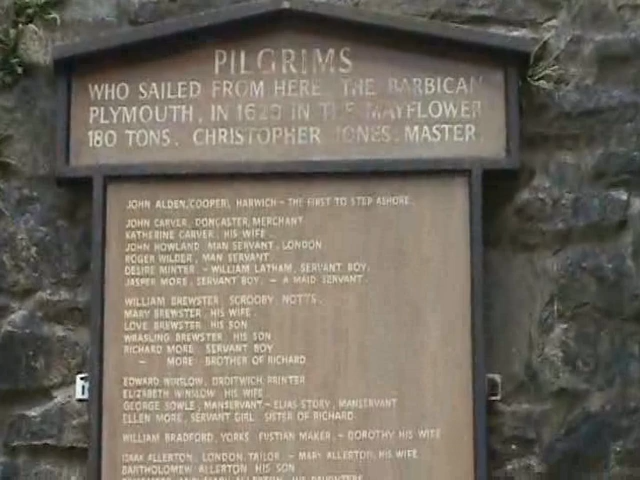 PILGRIMS
WHO SAILED FROM HERE, THE BARBICAN
PLYMOUTH, IN 1620 IN THE MAYFLOWER
180 TONS. CHRISTOPHER JONES. MASTER
JOHN ALDEN, COOPER, HARWICH - THE FIRST TO STEP ASHORE.
JOHN CARVER, DONCASTER, MERCHANT
KATHERINE CARVER, HIS WIFE
JOHN HOWLAND, MAN SERVANT, LONDON
ROGER WILDER, MAN SERVANT.
DESIRE MINTER. - WILLIAM LATHAM, SERVANT BOY.
JASPER MORE, SERVANT BOY. - A MAID SERVANT.
WILLIAM BREWSTER, SCROOBY NOTTS.
MARY BREWSTER, HIS WIFE.
LOVE BREWSTER, HIS SON
WRASLING BREWSTER, HIS SON
RICHARD MORE, SERVANT BOY
- MORE, BROTHER OF RICHARD
EDWARD WINSLOW, DROITWICH, PRINTER
ELIZABETH WINSLOW, HIS WIFE
GEORGE SOWLE, MANSERVANT, - ELIAS STORY, MANSERVANT
ELLEN MORE, SERVANT GIRL, SISTER OF RICHARD.
WILLIAM BRADFORD, YORKS, FUSTIAN MAKER, - DOROTHY HIS WIFE
ISAAK ALLERTON, LONDON, TAILOR, - MARY ALLERTON, HIS WIFE
BARTHOLOMEW ALLERTON, HIS SON
HIS DAUGHTERS